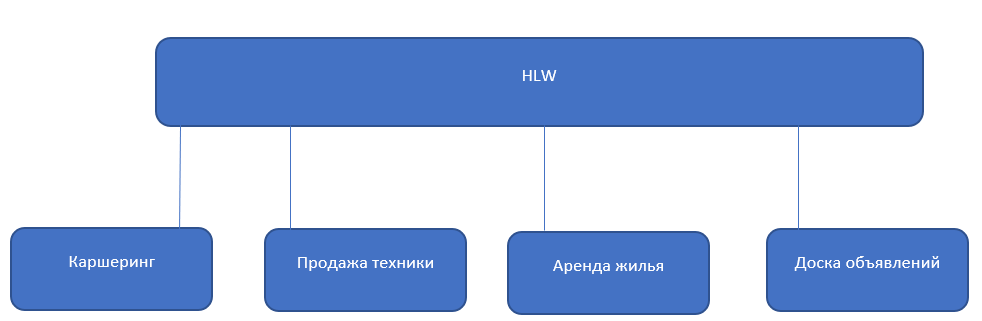 HLW
Каршеринг
Продажа техники
Аренда жилья
Доска объявлений